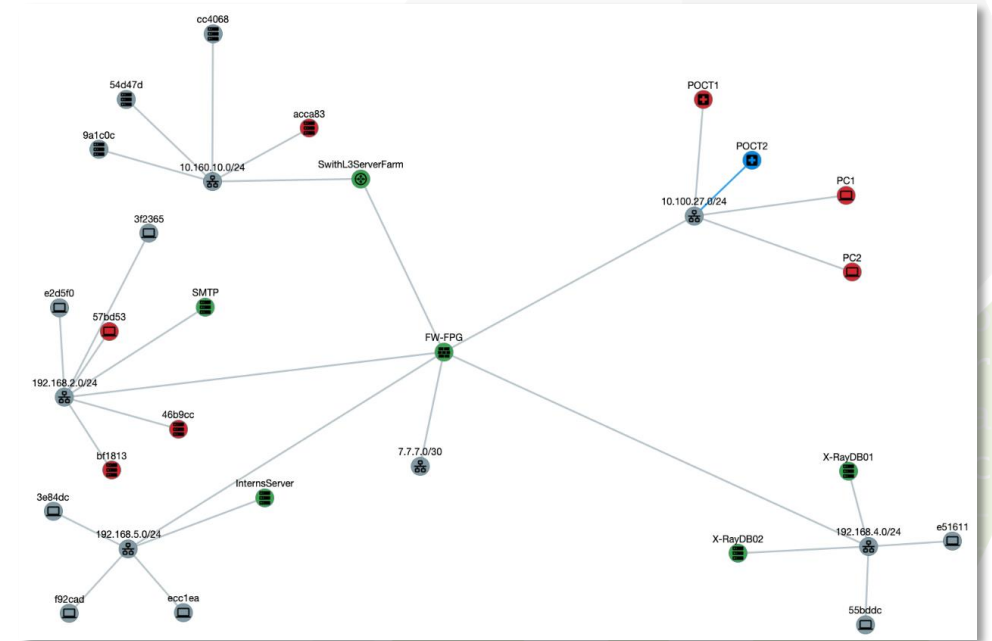 cc4068
54d47d
9a1c0c
acca83
10.160.10.0/24
SwithL3ServerFarm
POCT1
POCT2
PC1
10.100.27.0/24
PC2
3f2365
e2d5f0
57bd53
SMTP
FW-FPG
192.168.2.0/24
46b9cc
bf1813
7.7.7.0/30
X-RayDB01
3e84dc
InternsServer
192.168.5.0/24
192.168.4.0/24
e51611
X-RayDB02
f92cad
ecc1ea
55bddc